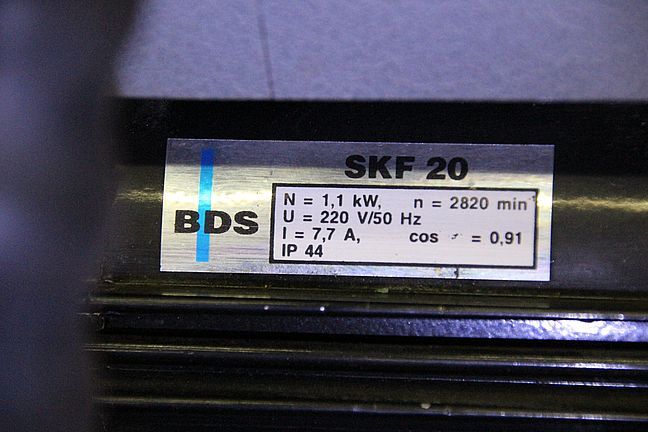 SKF 20
BDS
N = 1,1 kW, n = 2820 min
U = 220 V/50 Hz
I = 7,7 A, cos = 0,91
IP 44